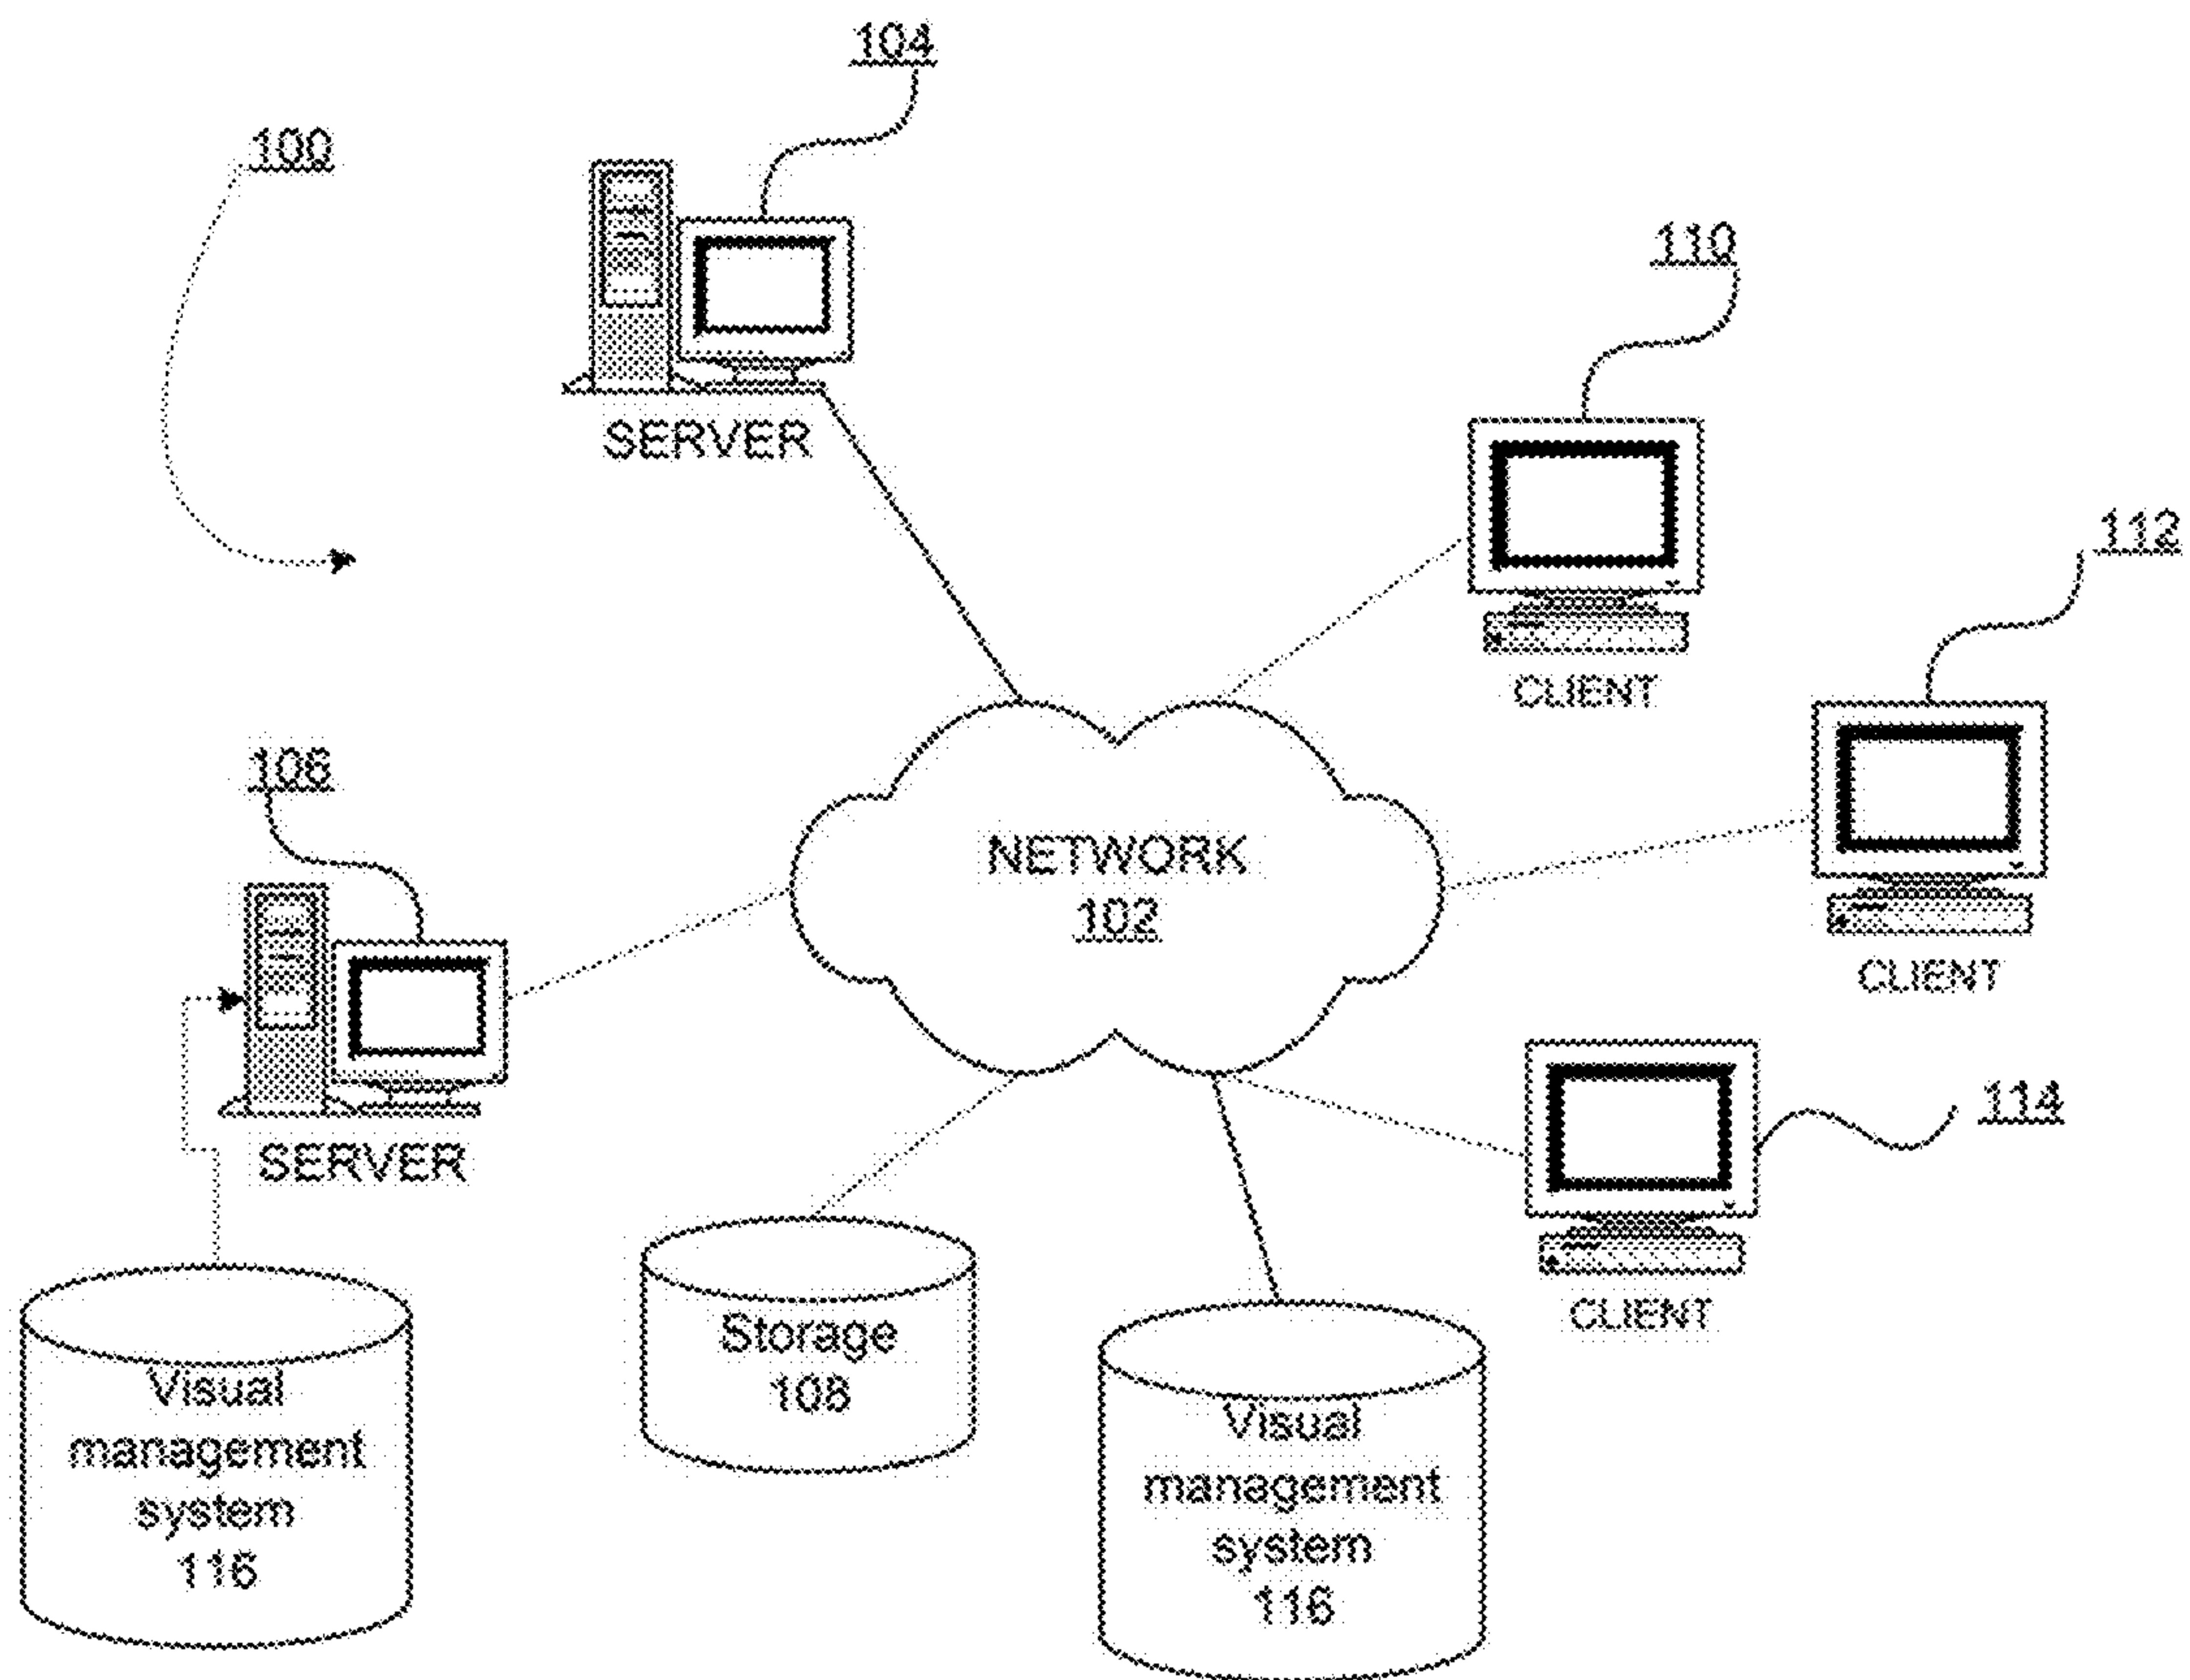 104
100
110
SERVER
112
CLIENT
106
NETWORK
102
CLIENT
114
SERVER
CLIENT
Storage
108
Visual
management
system
116
Visual
management
system
116